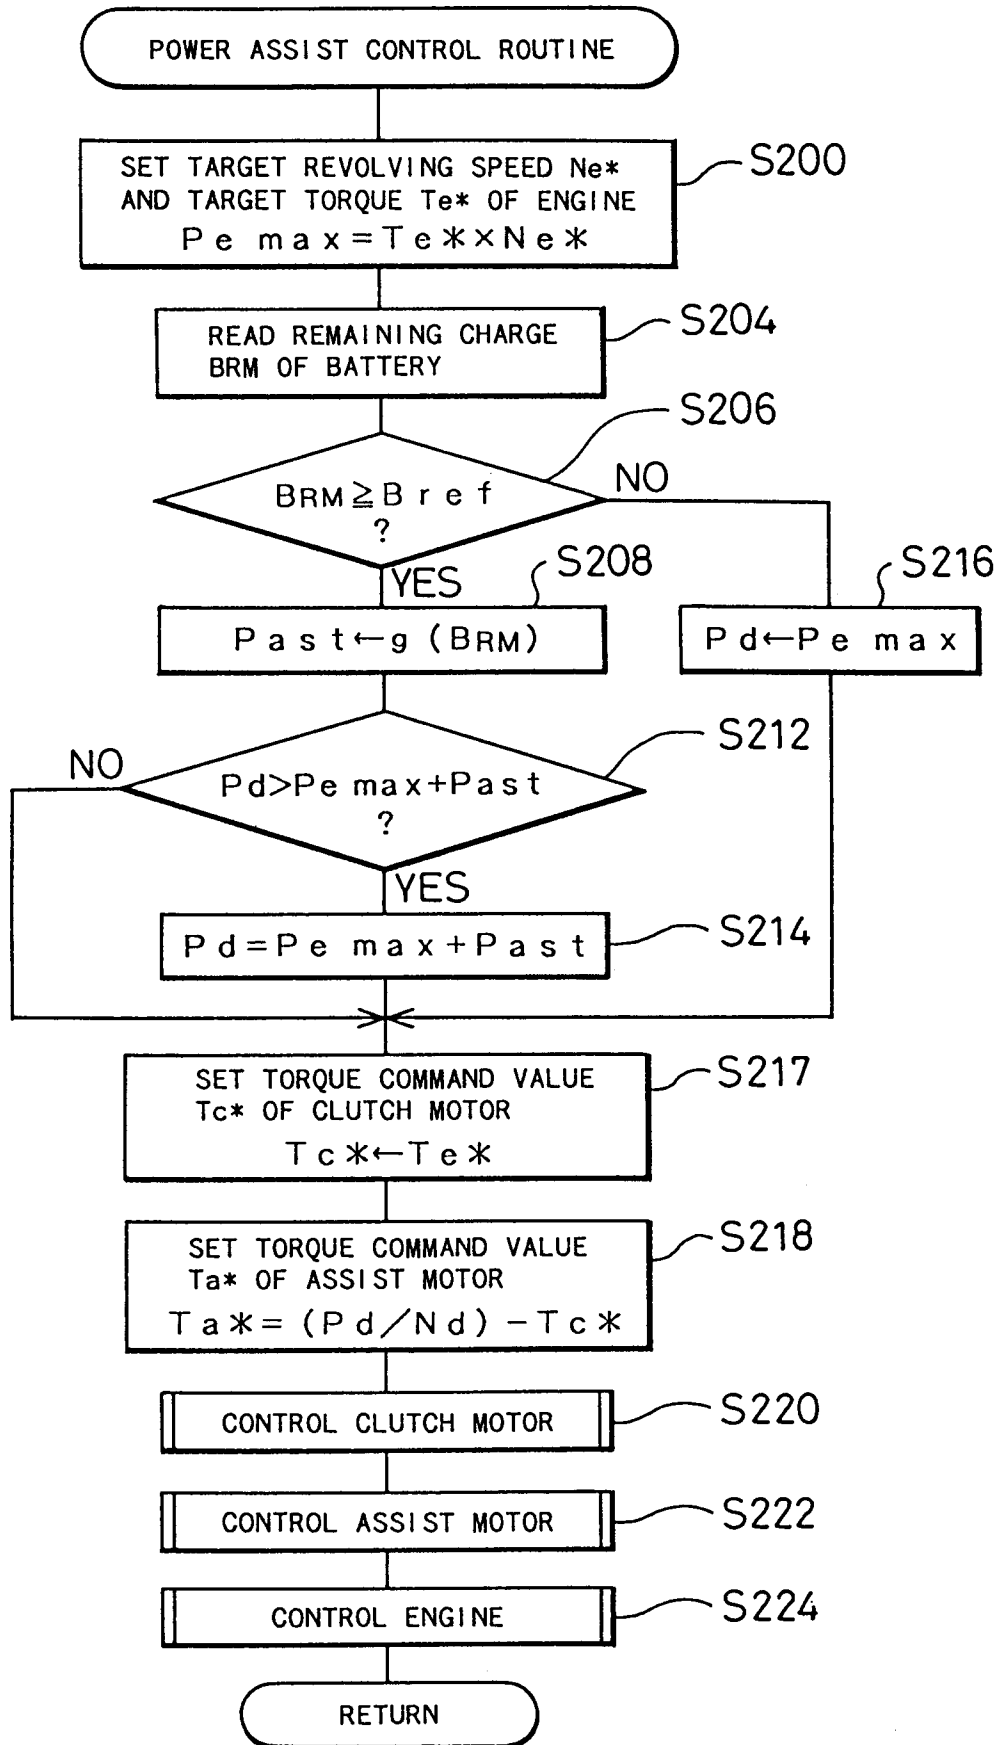 POWER ASSIST CONTROL ROUTINE
SET TARGET REVOLVING SPEED Ne*
AND TARGET TORQUE Te* OF ENGINE
Pe max=Te*×Ne*
S200
READ REMAINING CHARGE
BRM OF BATTERY
S204
S206
BRM≧Bref
?
NO
YES
S208
Past←g (BRM)
S216
Pd←Pe max
S212
NO
Pd>Pe max+Past
?
YES
Pd=Pe max+Past
S214
SET TORQUE COMMAND VALUE
Tc* OF CLUTCH MOTOR
Tc*←Te*
S217
SET TORQUE COMMAND VALUE
Ta* OF ASSIST MOTOR
Ta*=(Pd/Nd)-Tc*
S218
CONTROL CLUTCH MOTOR
S220
CONTROL ASSIST MOTOR
S222
CONTROL ENGINE
S224
RETURN